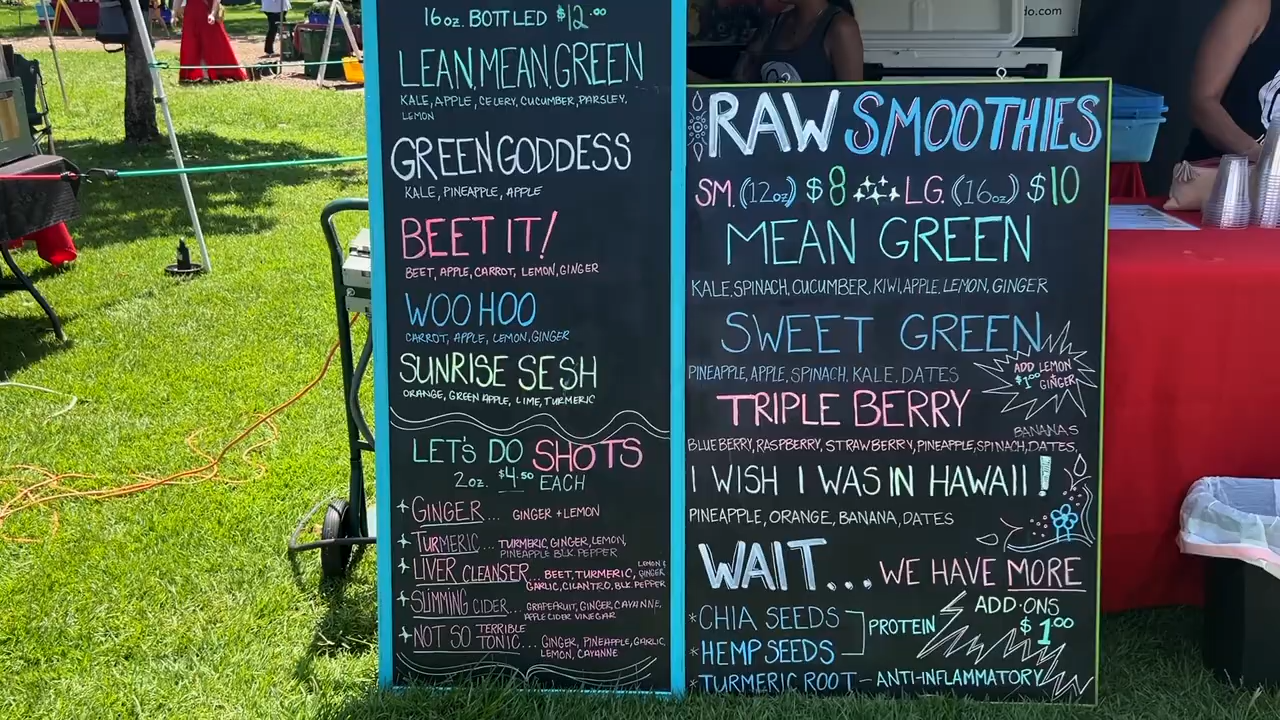 16oz. BOTTLED $12.00
LEAN, MEAN, GREEN
KALE, APPLE, CELERY, CUCUMBER, PARSLEY,
LEMON
GREEN GODDESS
KALE, PINEAPPLE, APPLE
BEET IT!
BEET, APPLE, CARROT, LEMON, GINGER
WOO HOO
CARROT, APPLE, LEMON, GINGER
SUNRISE SESH
ORANGE, GREEN APPLE, LIME, TURMERIC
LET'S DO SHOTS
2oz. $4.50 EACH
GINGER... GINGER + LEMON
TURMERIC... TURMERIC, GINGER, LEMON,
PINEAPPLE BLK PEPPER
LIVER CLEANSER... BEET, TURMERIC, LEMON & GINGER
GARLIC, CILANTRO, BLK PEPPER
SLIMMING CIDER... GRAPEFRUIT, GINGER, CAYANNE,
APPLE CIDER VINEGAR
NOT SO TERRIBLE TONIC... GINGER, PINEAPPLE, GARLIC,
LEMON, CAYANNE
do.com
RAW SMOOTHIES
SM. (12oz) $8 LG. (16oz) $10
MEAN GREEN
KALE, SPINACH, CUCUMBER, KIWI, APPLE, LEMON, GINGER
SWEET GREEN
PINEAPPLE, APPLE, SPINACH, KALE, DATES
ADD LEMON
$1.00 + GINGER
TRIPLE BERRY
BANANAS
BLUEBERRY, RASPBERRY, STRAWBERRY, PINEAPPLE, SPINACH, DATES,
I WISH I WAS IN HAWAII!
PINEAPPLE, ORANGE, BANANA, DATES
WAIT... WE HAVE MORE
ADD-ONS
$1.00
*CHIA SEEDS
*HEMP SEEDS
PROTEIN
*TURMERIC ROOT - ANTI-INFLAMMATORY